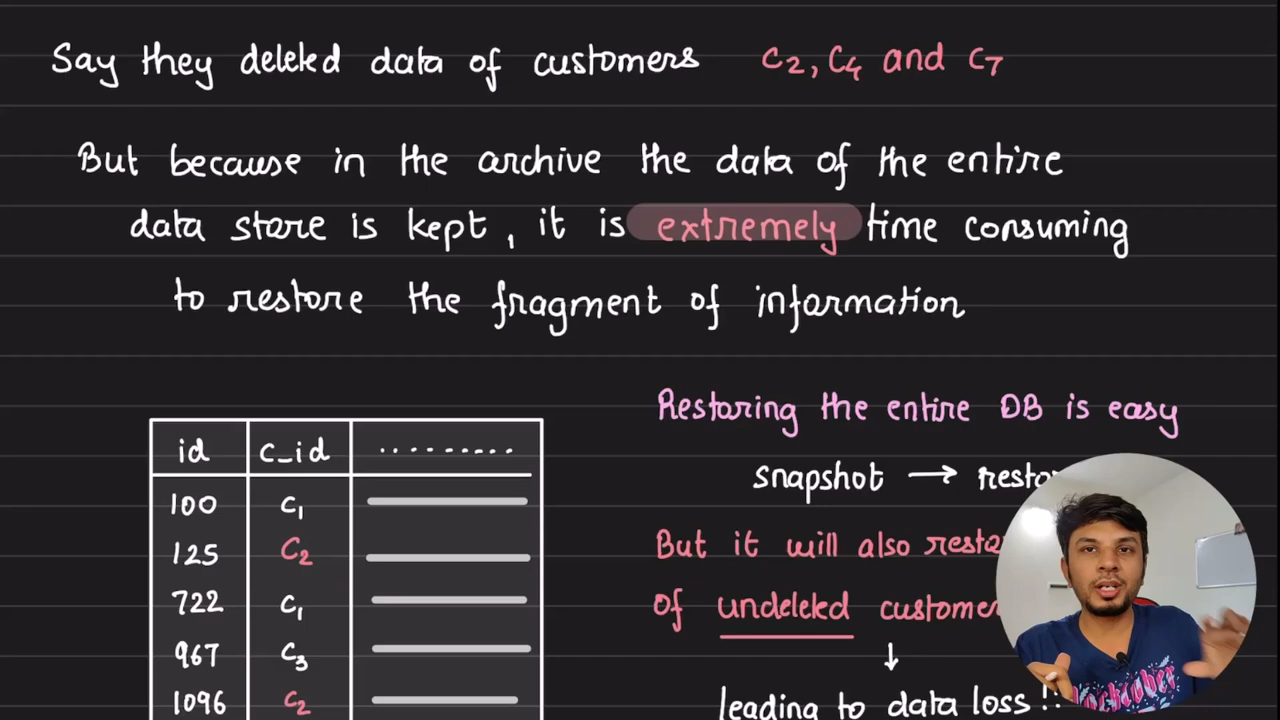 Say they deleted data of customers C2, C4 and C7
But because in the archive the data of the entire
data store is kept, it is extremely time consuming
to restore the fragment of information
Restoring the entire DB is easy
snapshot →
But it will also
of undeleted
↓
leading to data loss !!
id c_id .........
100 C1
125 C2
722 C1
967 C3
1096 C2